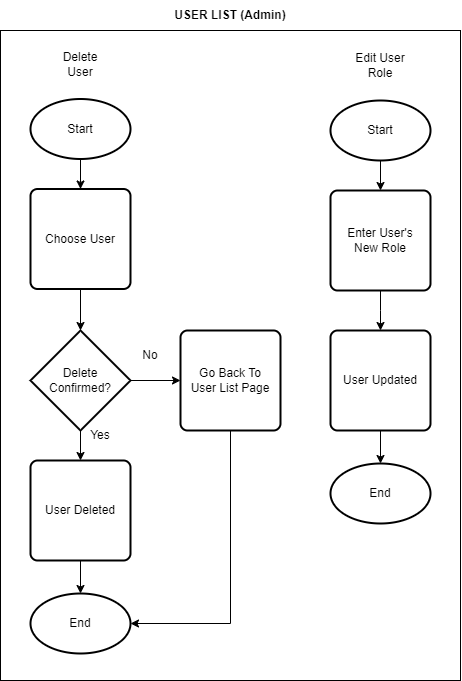 USER LIST (Admin)
Delete
User
Start
Choose User
Delete
Confirmed?
No
Go Back To
User List Page
Yes
User Deleted
End
Edit User
Role
Start
Enter User's
New Role
User Updated
End